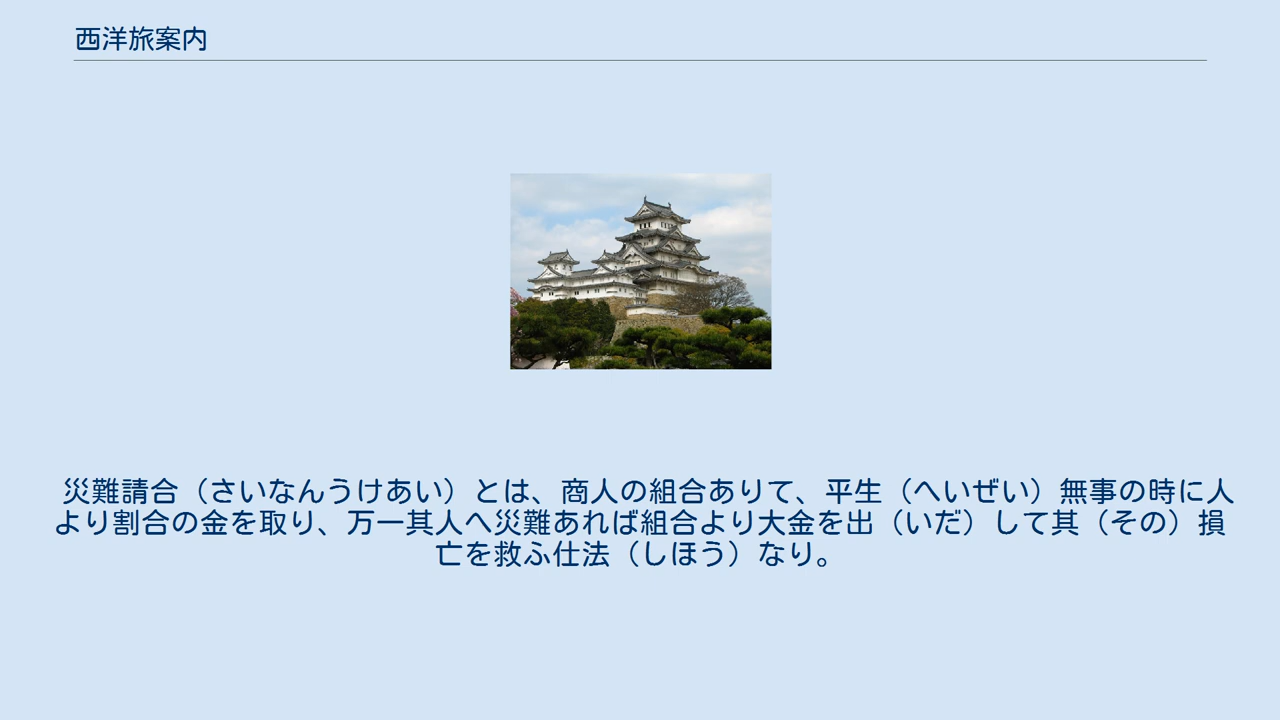 西洋旅案内
災難請合（さいなんうけあい）とは、商人の組合ありて、平生（へいぜい）無事の時に人
より割合の金を取り、万一其人へ災難あれば組合より大金を出（いだ）して其（その）損
亡を救ふ仕法（しほう）なり。